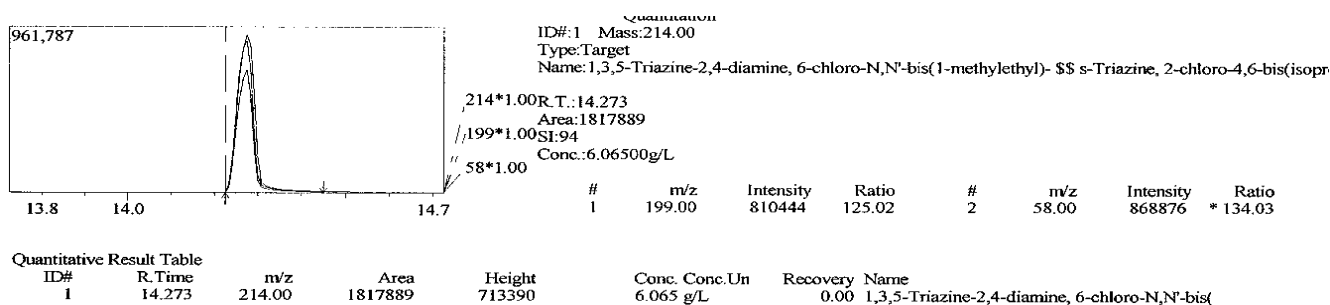 Quantitation
961,787
ID#:1 Mass:214.00
Type:Target
Name:1,3,5-Triazine-2,4-diamine, 6-chloro-N,N'-bis(1-methylethyl)- $$ s-Triazine, 2-chloro-4,6-bis(isopr
214*1.00
199*1.00
58*1.00
R.T.:14.273
Area:1817889
SI:94
Conc.:6.06500g/L
# m/z Intensity Ratio # m/z Intensity Ratio
1 199.00 810444 125.02 2 58.00 868876 * 134.03
13.8 14.0 14.7
Quantitative Result Table
ID# R.Time m/z Area Height Conc. Conc.Un Recovery Name
1 14.273 214.00 1817889 713390 6.065 g/L 0.00 1,3,5-Triazine-2,4-diamine, 6-chloro-N,N'-bis(